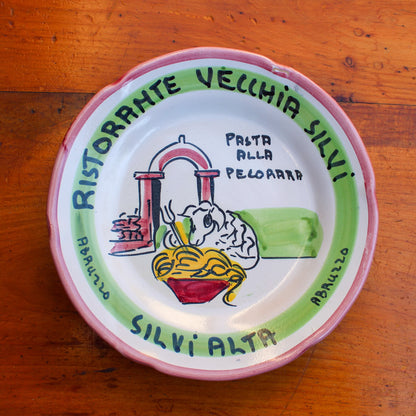 RISTORANTE VECCHIA SILVI
PASTA
ALLA
PECORARA
ABRUZZO
ABRUZZO
SILVI ALTA